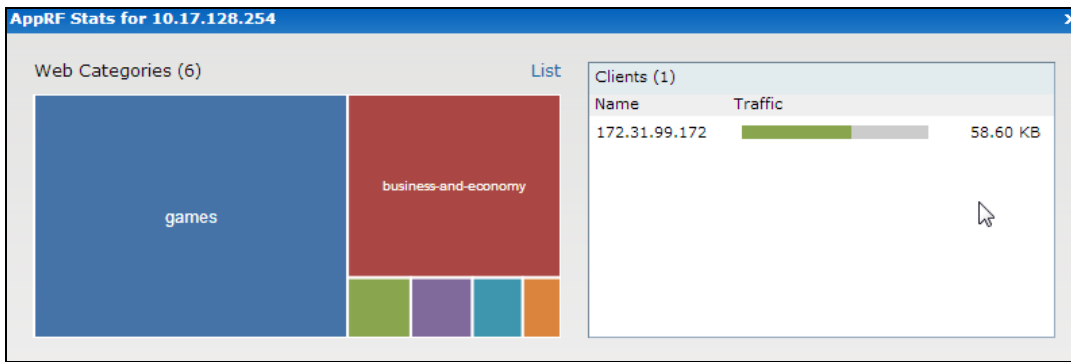 AppRF Stats for 10.17.128.254
x
Web Categories (6)
List
games
business-and-economy
Clients (1)
Name Traffic
172.31.99.172 58.60 KB